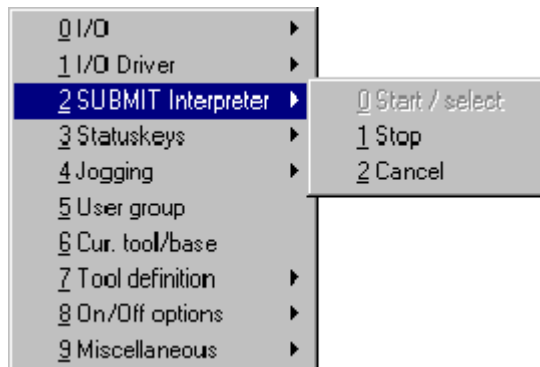 0 I/O
1 I/O Driver
2 SUBMIT Interpreter
0 Start / select
1 Stop
2 Cancel
3 Statuskeys
4 Jogging
5 User group
6 Cur. tool/base
7 Tool definition
8 On/Off options
9 Miscellaneous